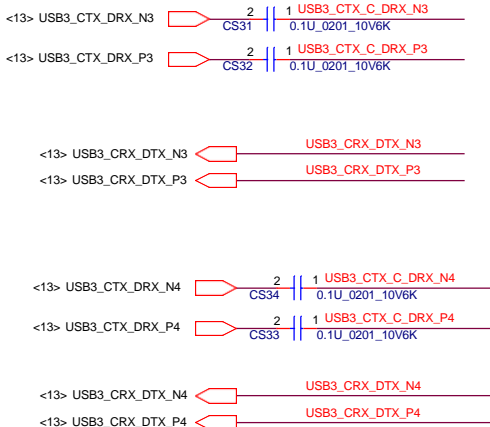 <13> USB3_CTX_DRX_N3 2 1 USB3_CTX_C_DRX_N3
CS31 0.1U_0201_10V6K
<13> USB3_CTX_DRX_P3 2 1 USB3_CTX_C_DRX_P3
CS32 0.1U_0201_10V6K
<13> USB3_CRX_DTX_N3 USB3_CRX_DTX_N3
<13> USB3_CRX_DTX_P3 USB3_CRX_DTX_P3
<13> USB3_CTX_DRX_N4 2 1 USB3_CTX_C_DRX_N4
CS34 0.1U_0201_10V6K
<13> USB3_CTX_DRX_P4 2 1 USB3_CTX_C_DRX_P4
CS33 0.1U_0201_10V6K
<13> USB3_CRX_DTX_N4 USB3_CRX_DTX_N4
<13> USB3_CRX_DTX_P4 USB3_CRX_DTX_P4